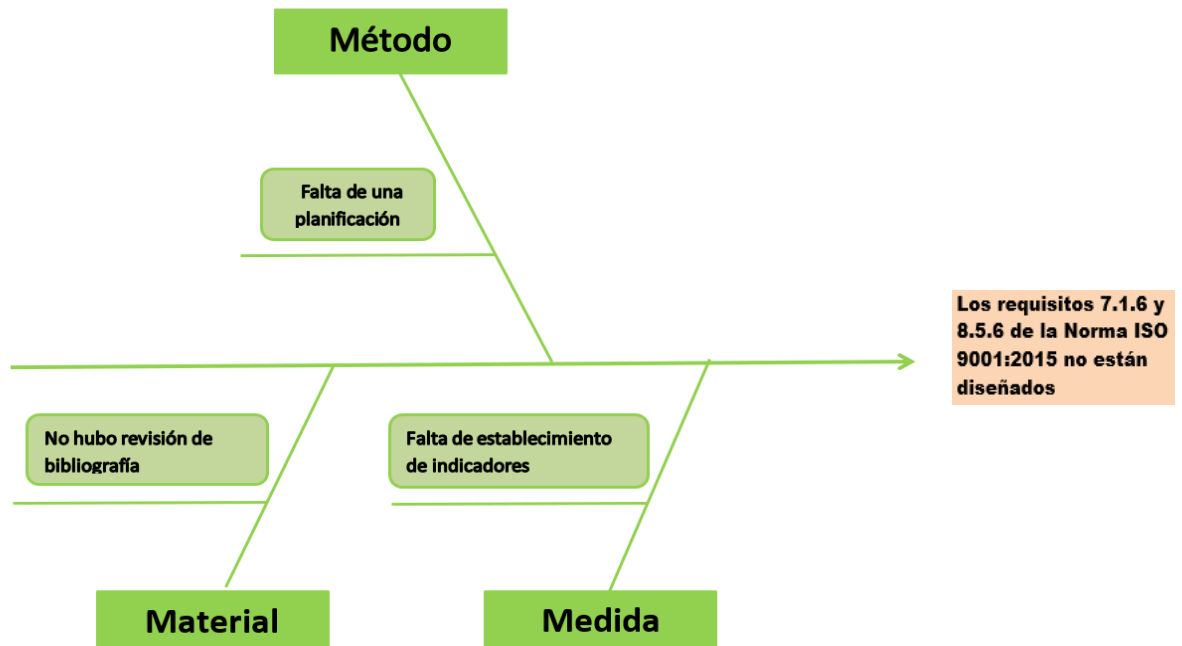 Método
Falta de una
planificación
Los requisitos 7.1.6 y
8.5.6 de la Norma ISO
9001:2015 no están
diseñados
No hubo revisión de
bibliografía
Falta de establecimiento
de indicadores
Material
Medida